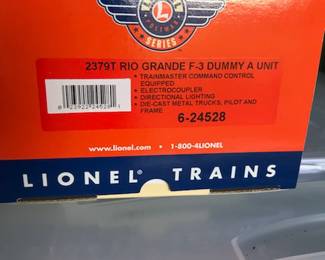 L
SERIES
2379T RIO GRANDE F-3 DUMMY A UNIT
• TRAINMASTER COMMAND CONTROL
EQUIPPED
• ELECTROCOUPLER
• DIRECTIONAL LIGHTING
• DIE-CAST METAL TRUCKS, PILOT AND
FRAME
6-24528
www.lionel.com • 1-800-4LIONEL
LIONEL® TRAINS